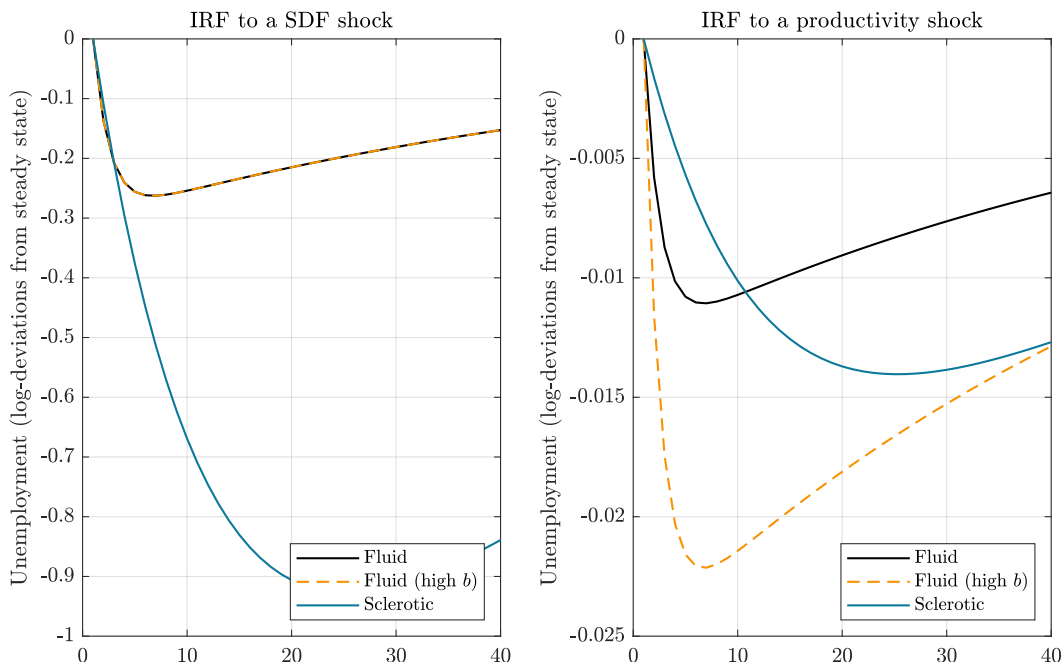 IRF to a SDF shock
Unemployment (log-deviations from steady state)
0
-0.1
-0.2
-0.3
-0.4
-0.5
-0.6
-0.7
-0.8
-0.9
-1
0 10 20 30 40
Fluid
Fluid (high b)
Sclerotic
IRF to a productivity shock
Unemployment (log-deviations from steady state)
0
-0.005
-0.01
-0.015
-0.02
-0.025
0 10 20 30 40
Fluid
Fluid (high b)
Sclerotic